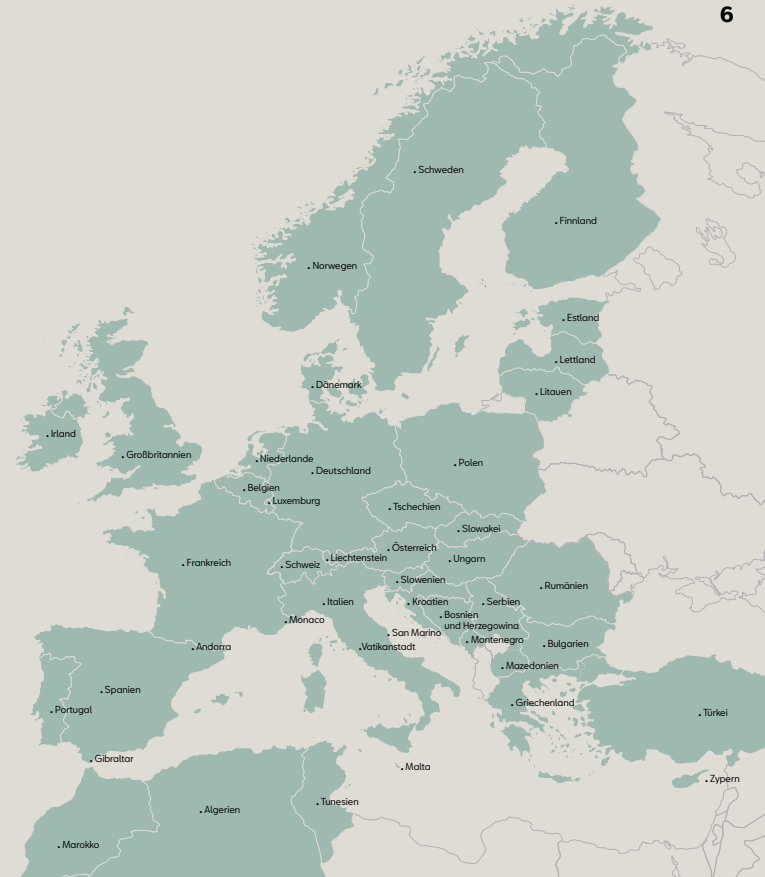 6
Schweden
Finnland
Norwegen
Estland
Lettland
Dänemark
Litauen
Irland
Großbritannien
Niederlande
Polen
Deutschland
Belgien
Luxemburg
Tschechien
Slowakei
Österreich
Liechtenstein
Ungarn
Frankreich
Schweiz
Slowenien
Rumänien
Italien
Kroatien
Serbien
Bosnien
und Herzegowina
Monaco
San Marino
Montenegro
Andorra
Vatikanstadt
Bulgarien
Mazedonien
Spanien
Griechenland
Portugal
Türkei
Gibraltar
Malta
Zypern
Tunesien
Algerien
Marokko